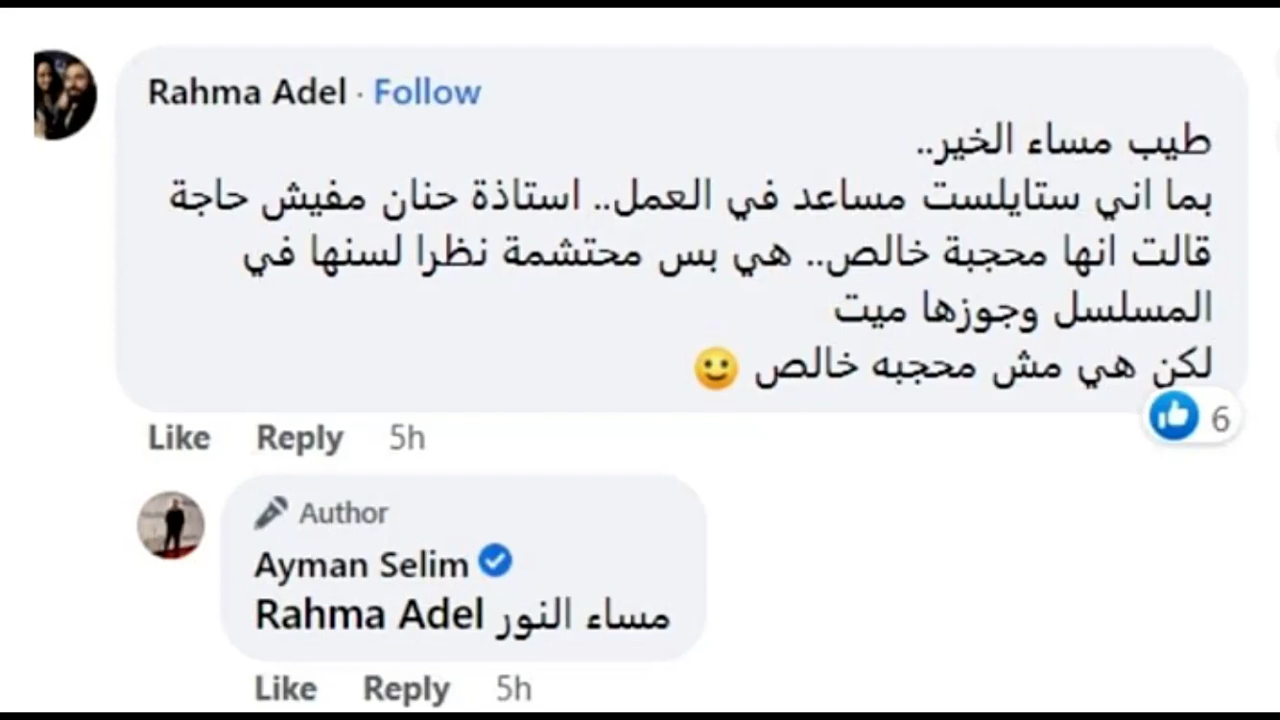 Rahma Adel · Follow
طيب مساء الخير..
بما اني ستايلست مساعد في العمل.. استاذة حنان مفيش حاجة
قالت انها محجبة خالص.. هي بس محتشمة نظرا لسنها في
المسلسل وجوزها ميت
لكن هي مش محجبه خالص 🙂
6
Like Reply 5h
Author
Ayman Selim
Rahma Adel مساء النور
Like Reply 5h